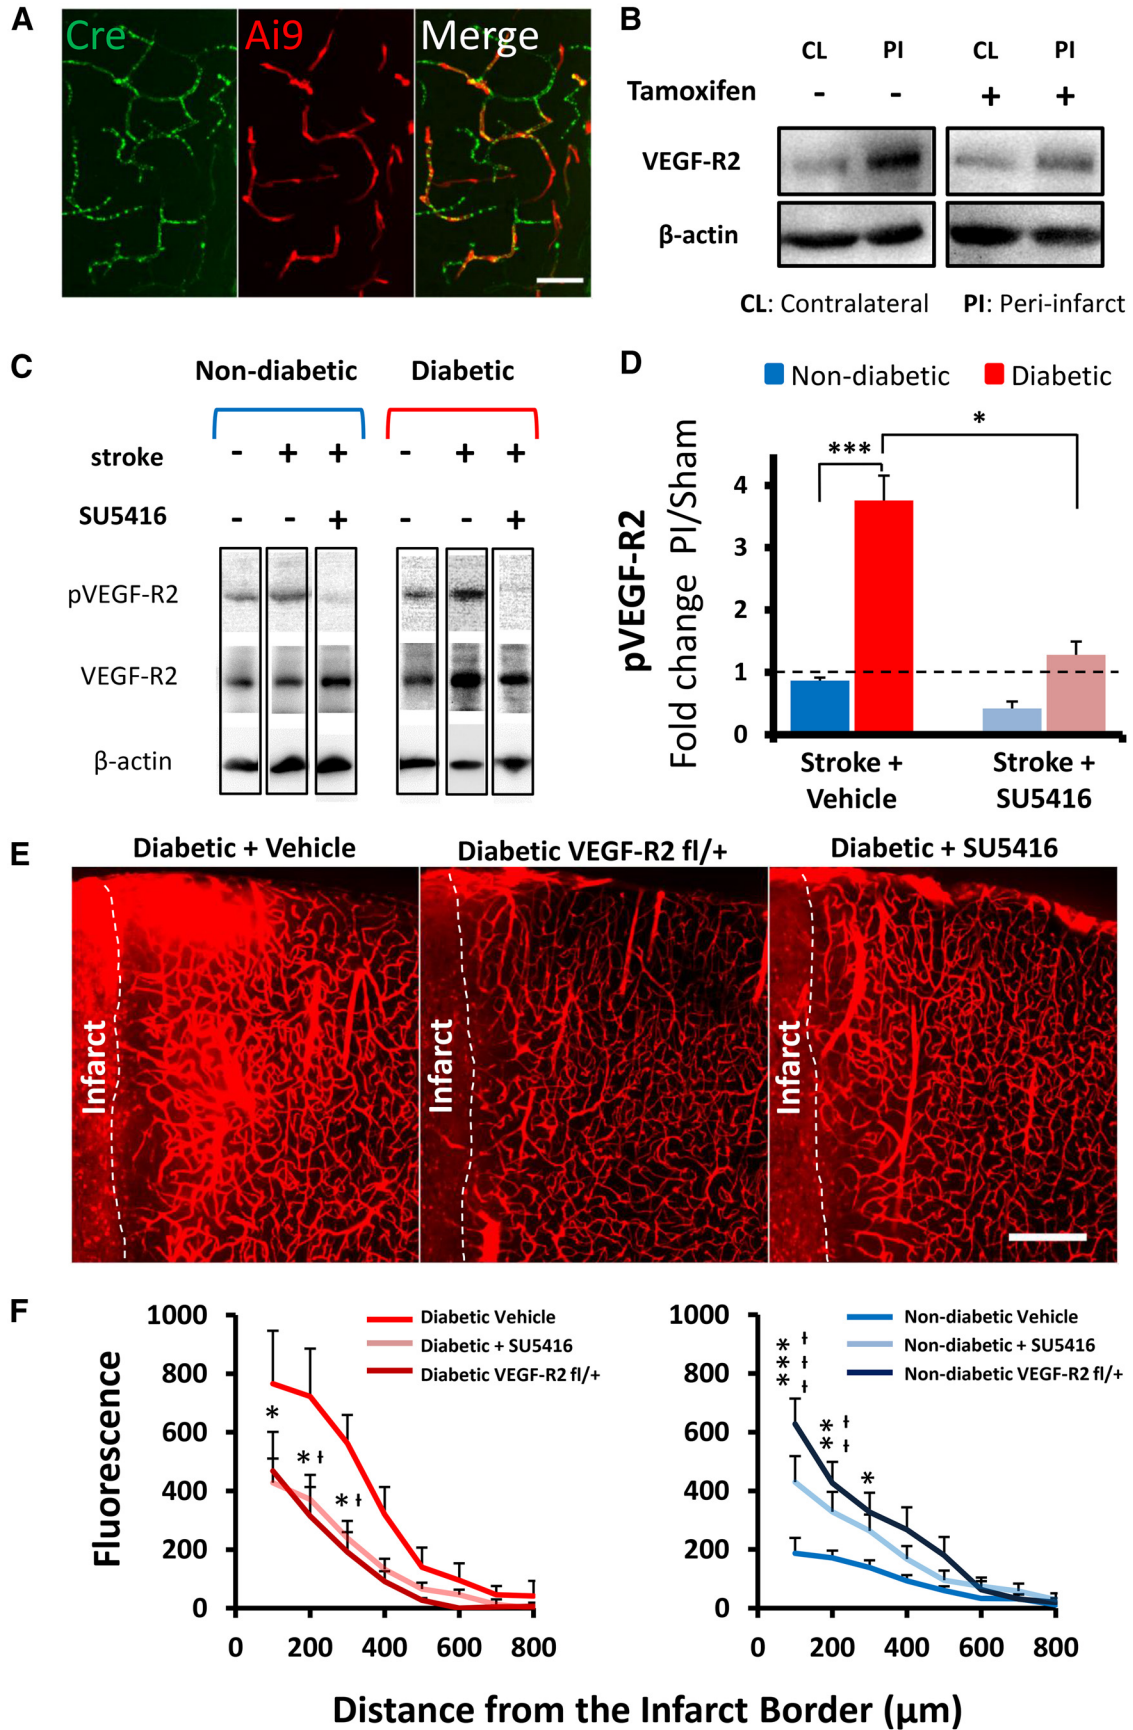 A
Cre
Ai9
Merge
B
CL PI CL PI
Tamoxifen - - + +
VEGF-R2
β-actin
CL: Contralateral PI: Peri-infarct
C
Non-diabetic Diabetic
stroke - + + - + +
SU5416 - - + - - +
pVEGF-R2
VEGF-R2
β-actin
D
Non-diabetic Diabetic
pVEGF-R2
Fold change PI/Sham
*** *
4
3
2
1
0
Stroke + Vehicle
Stroke + SU5416
E
Diabetic + Vehicle
Diabetic VEGF-R2 fl/+
Diabetic + SU5416
Infarct
Infarct
Infarct
F
Fluorescence
1000
800
600
400
200
0
0 200 400 600 800
Diabetic Vehicle
Diabetic + SU5416
Diabetic VEGF-R2 fl/+
*
* ƚ
* ƚ
1000
800
600
400
200
0
0 200 400 600 800
Non-diabetic Vehicle
Non-diabetic + SU5416
Non-diabetic VEGF-R2 fl/+
*** ƚƚƚ
** ƚƚ
*
Distance from the Infarct Border (μm)